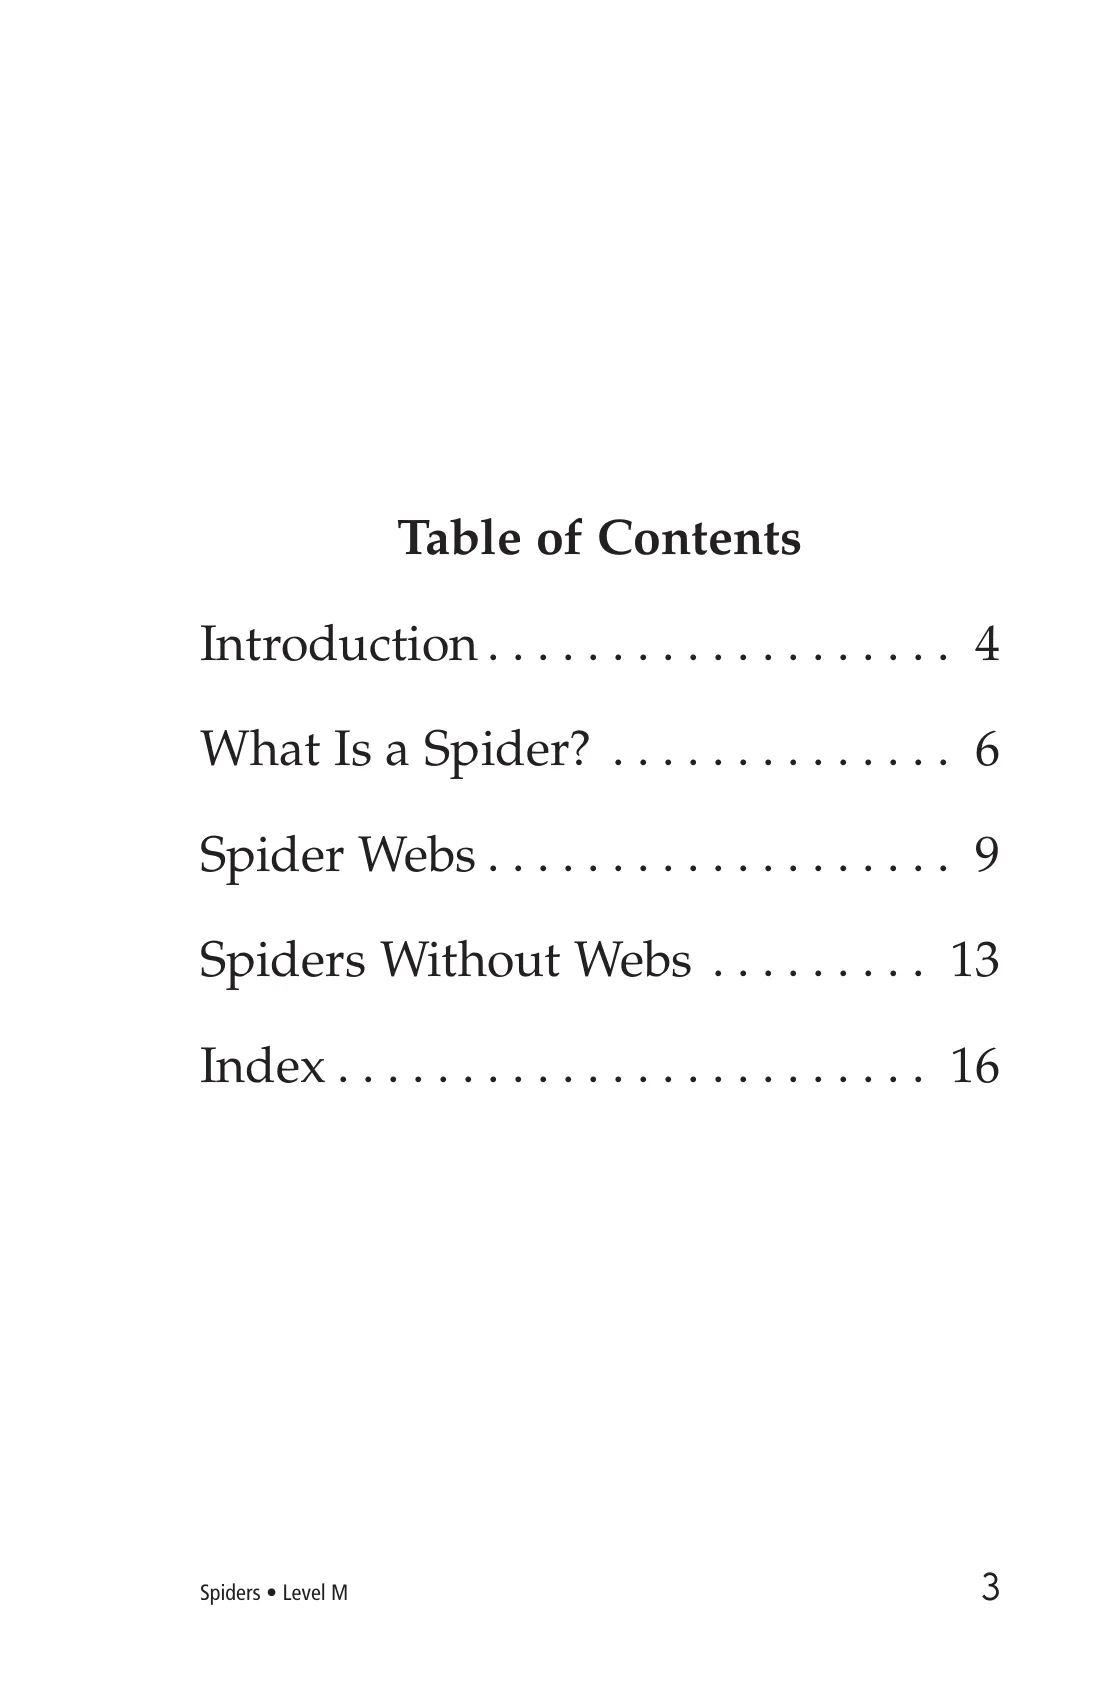 Table of Contents
Introduction . . . . . . . . . . . . . . . . . . . 4
What Is a Spider? . . . . . . . . . . . . . . 6
Spider Webs . . . . . . . . . . . . . . . . . . . 9
Spiders Without Webs . . . . . . . . . 13
Index . . . . . . . . . . . . . . . . . . . . . . . . 16
Spiders • Level M 3